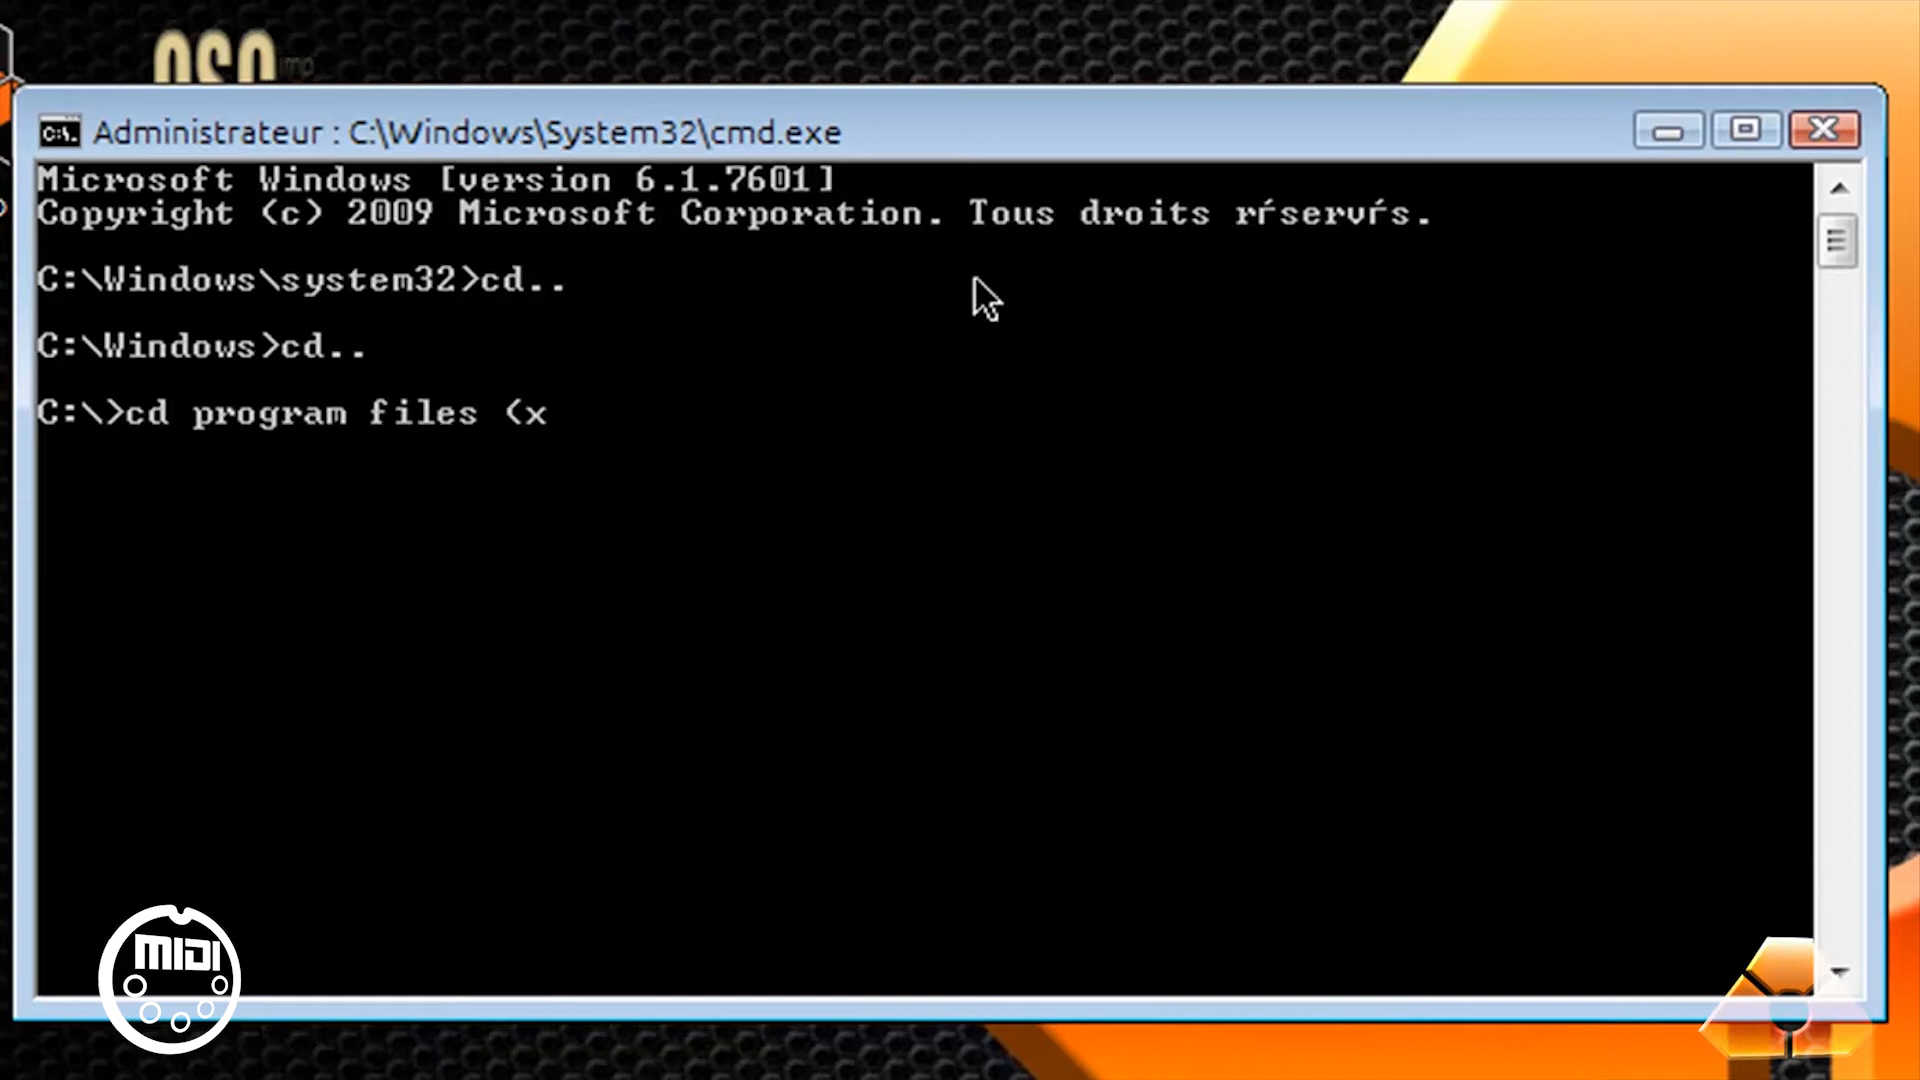 Administrateur : C:\Windows\System32\cmd.exe
Microsoft Windows [version 6.1.7601]
Copyright (c) 2009 Microsoft Corporation. Tous droits rŕservŕs.
C:\Windows\system32>cd..
C:\Windows>cd..
C:\>cd program files (x
MIDI